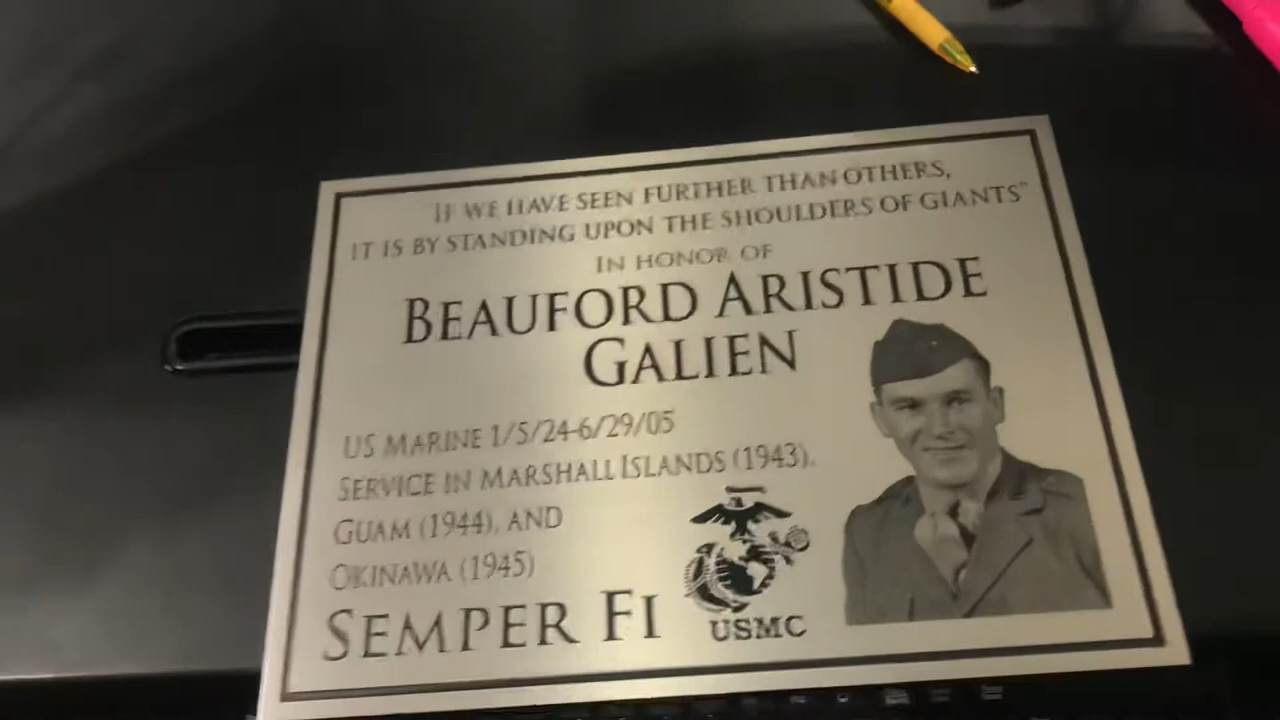 "IF WE HAVE SEEN FURTHER THAN OTHERS,
IT IS BY STANDING UPON THE SHOULDERS OF GIANTS"
IN HONOR OF
BEAUFORD ARISTIDE
GALIEN
US MARINE 1/5/24-6/29/05
SERVICE IN MARSHALL ISLANDS (1943),
GUAM (1944), AND
OKINAWA (1945)
SEMPER FI
USMC